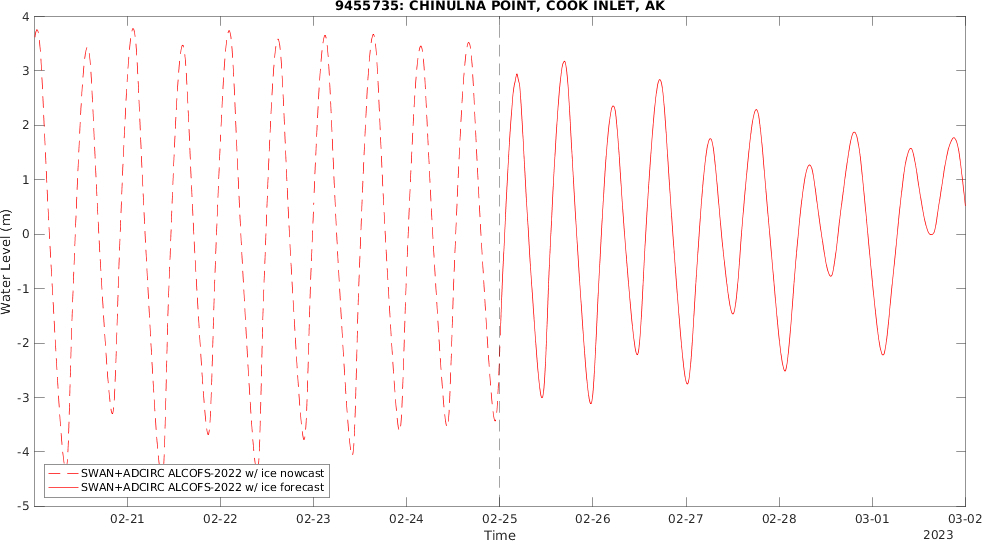 9455735: CHINULNA POINT, COOK INLET, AK
4
3
2
1
0
-1
-2
-3
-4
-5
Water Level (m)
SWAN+ADCIRC ALCOFS-2022 w/ ice nowcast
SWAN+ADCIRC ALCOFS-2022 w/ ice forecast
02-21 02-22 02-23 02-24 02-25 02-26 02-27 02-28 03-01 03-02
Time
2023